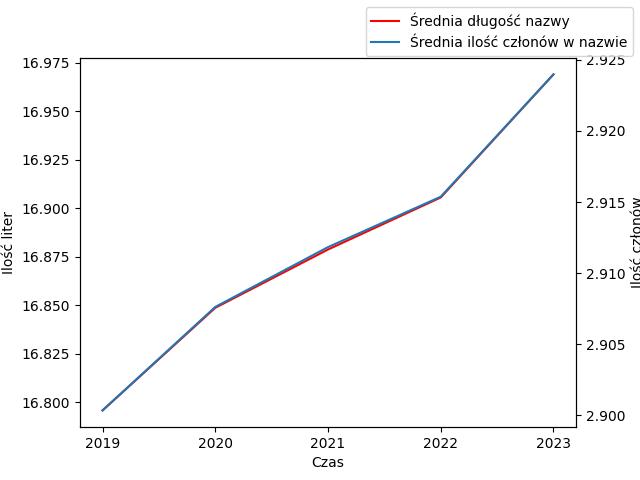 Średnia długość nazwy
Średnia ilość członów w nazwie
16.975
16.950
16.925
16.900
16.875
16.850
16.825
16.800
Ilość liter
2.925
2.920
2.915
2.910
2.905
2.900
Ilość członów
2019 2020 2021 2022 2023
Czas